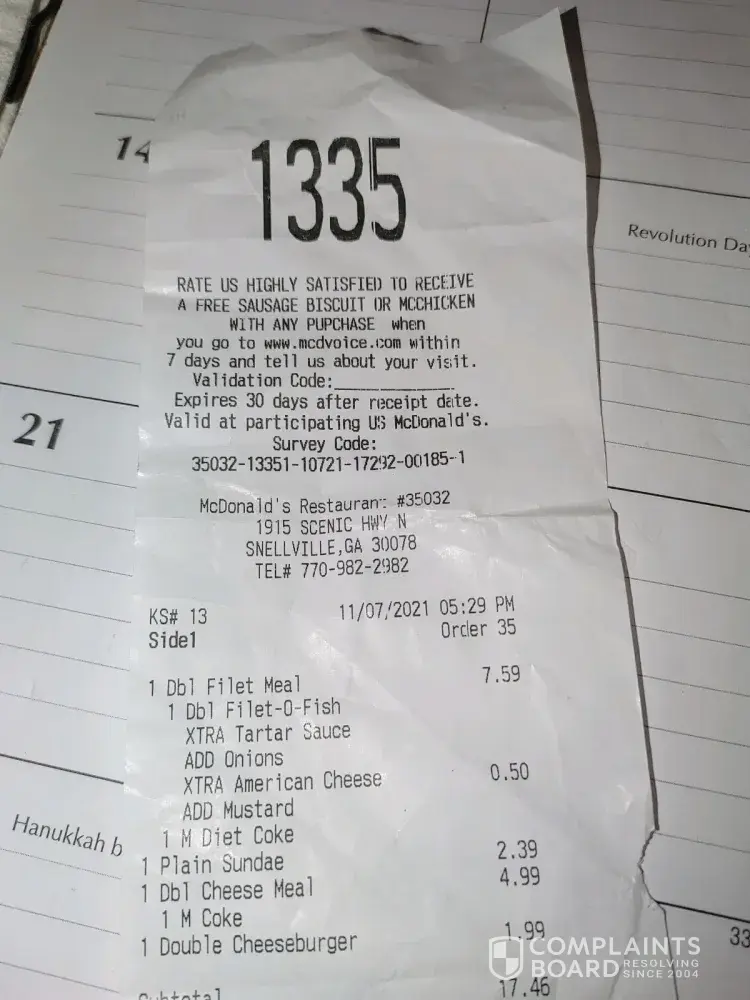 14
1335
Revolution Da
RATE US HIGHLY SATISFIED TO RECEIVE
A FREE SAUSAGE BISCUIT OR MCCHICKEN
WITH ANY PUPCHASE when
you go to www.mcdvoice.com within
7 days and tell us about your visit.
Validation Code:____________
Expires 30 days after receipt date.
Valid at participating US McDonald's.
Survey Code:
35032-13351-10721-17292-00185-1
21
McDonald's Restaurant #35032
1915 SCENIC HWY N
SNELLVILLE,GA 30078
TEL# 770-982-2982
KS# 13 11/07/2021 05:29 PM
Side1 Order 35
1 Dbl Filet Meal 7.59
1 Dbl Filet-O-Fish
XTRA Tartar Sauce
ADD Onions
XTRA American Cheese 0.50
ADD Mustard
1 M Diet Coke
1 Plain Sundae 2.39
1 Dbl Cheese Meal 4.99
1 M Coke
1 Double Cheeseburger 1.99
Subtotal 17.46
Hanukkah b
33
COMPLAINTS
BOARD RESOLVING
SINCE 2004